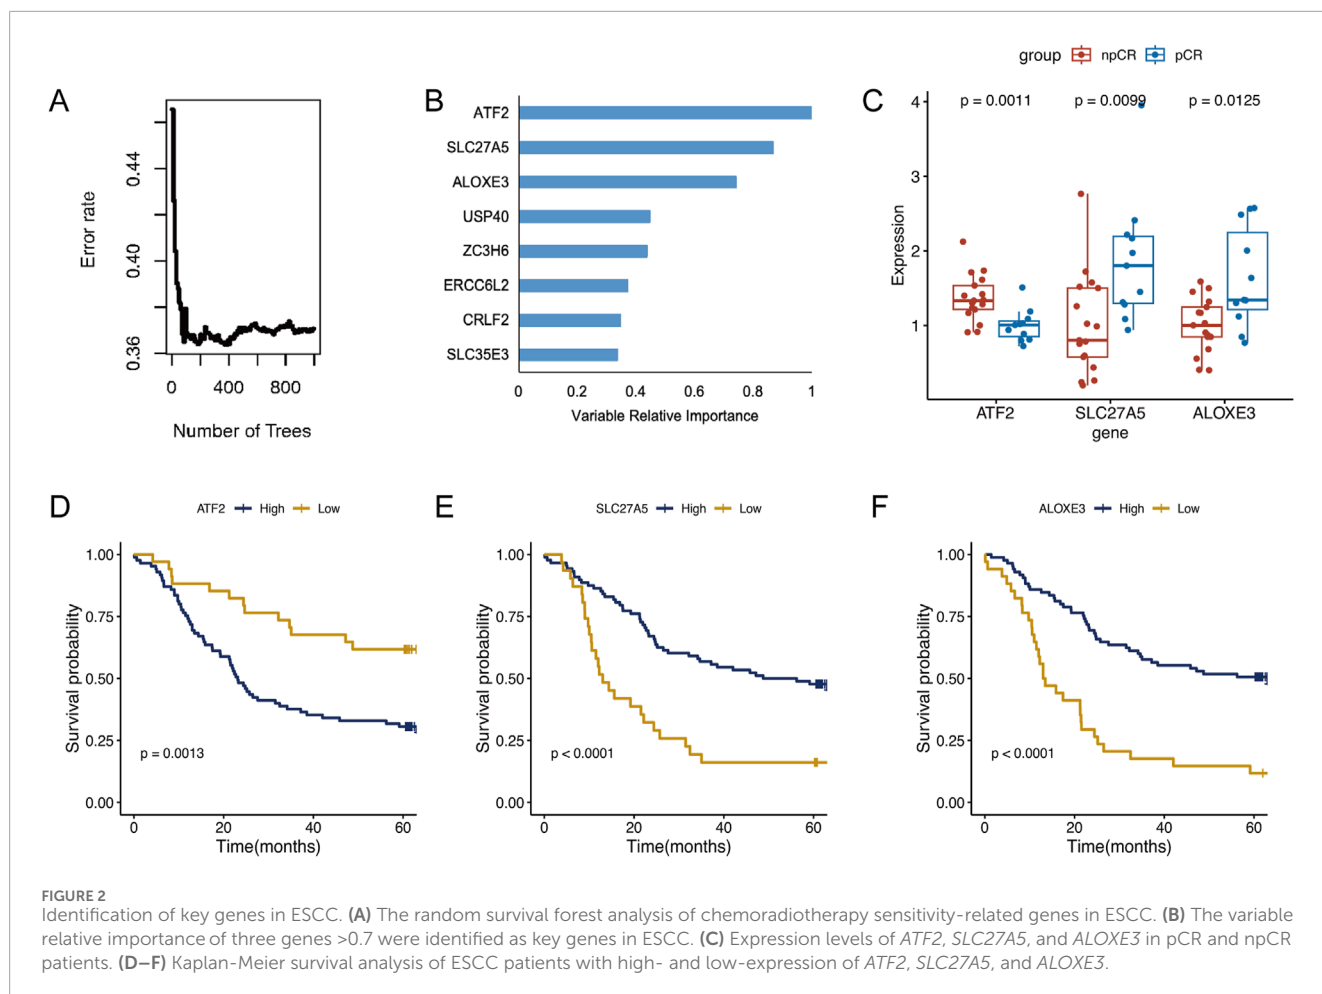 A
Error rate
0.44
0.40
0.36
0 400 800
Number of Trees
B
ATF2
SLC27A5
ALOXE3
USP40
ZC3H6
ERCC6L2
CRLF2
SLC35E3
0 0.2 0.4 0.6 0.8 1
Variable Relative Importance
group npCR pCR
C
p = 0.0011 p = 0.0099 p = 0.0125
Expression
4
3
2
1
ATF2 SLC27A5 ALOXE3
gene
D
ATF2 High Low
Survival probability
1.00
0.75
0.50
0.25
0.00
p = 0.0013
0 20 40 60
Time(months)
E
SLC27A5 High Low
Survival probability
1.00
0.75
0.50
0.25
0.00
p < 0.0001
0 20 40 60
Time(months)
F
ALOXE3 High Low
Survival probability
1.00
0.75
0.50
0.25
0.00
p < 0.0001
0 20 40 60
Time(months)
FIGURE 2
Identification of key genes in ESCC. (A) The random survival forest analysis of chemoradiotherapy sensitivity-related genes in ESCC. (B) The variable
relative importance of three genes >0.7 were identified as key genes in ESCC. (C) Expression levels of ATF2, SLC27A5, and ALOXE3 in pCR and npCR
patients. (D–F) Kaplan-Meier survival analysis of ESCC patients with high- and low-expression of ATF2, SLC27A5, and ALOXE3.